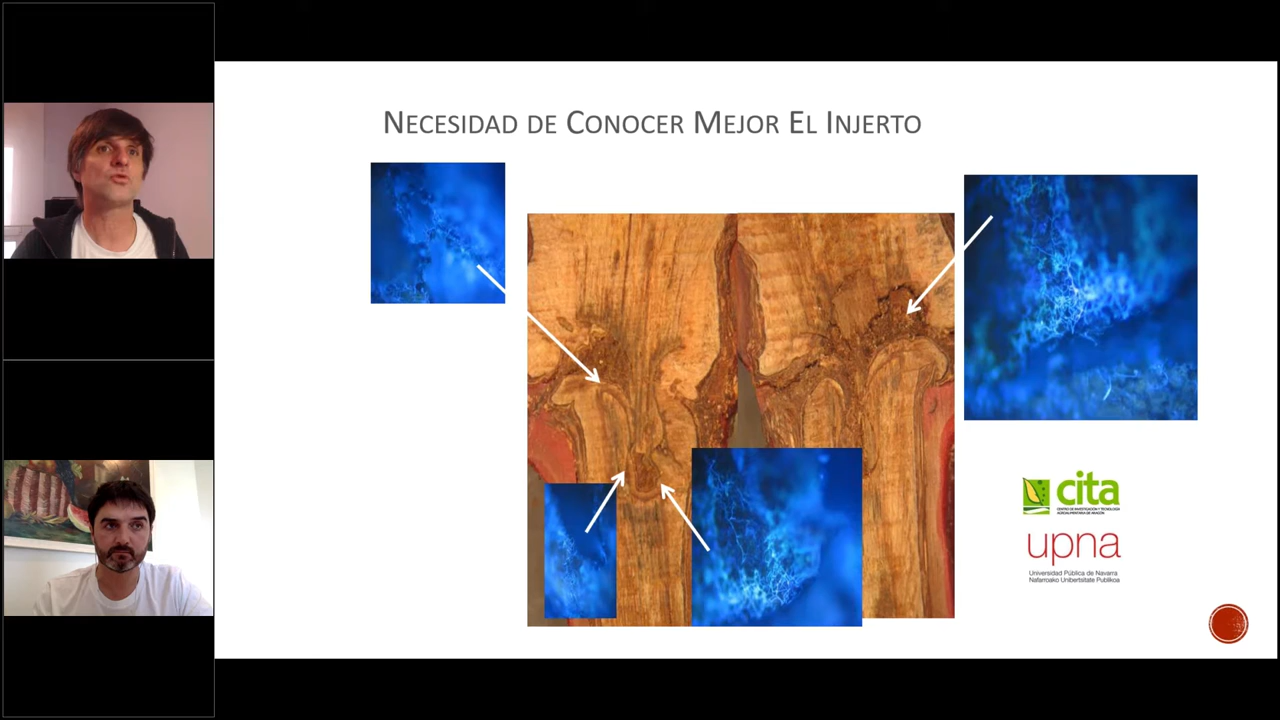 NECESIDAD DE CONOCER MEJOR EL INJERTO
cita
CENTRO DE INVESTIGACIÓN Y TECNOLOGÍA
AGROALIMENTARIA DE ARAGÓN
upna
Universidad Pública de Navarra
Nafarroako Unibertsitate Publikoa